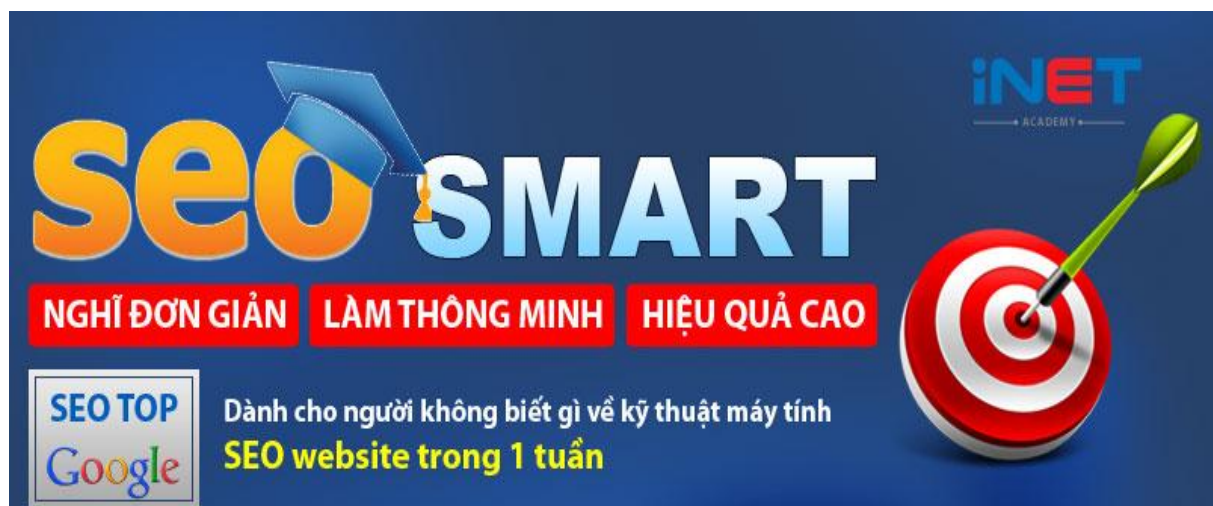 iNET
ACADEMY
seo SMART
NGHĨ ĐƠN GIẢN
LÀM THÔNG MINH
HIỆU QUẢ CAO
SEO TOP
Google
Dành cho người không biết gì về kỹ thuật máy tính
SEO website trong 1 tuần